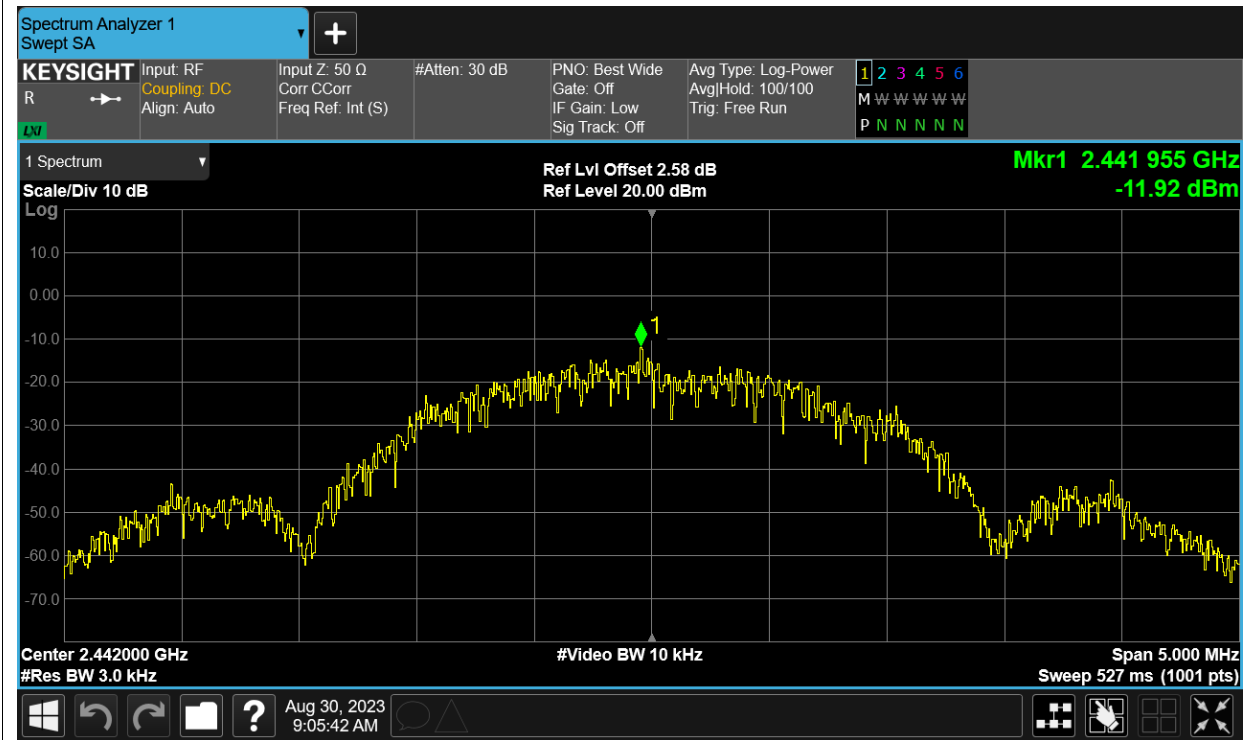 Spectrum Analyzer 1
Swept SA
KEYSIGHT
R
LXI
Input: RF
Coupling: DC
Align: Auto
Input Z: 50 Ω
Corr CCorr
Freq Ref: Int (S)
#Atten: 30 dB
PNO: Best Wide
Gate: Off
IF Gain: Low
Sig Track: Off
Avg Type: Log-Power
Avg|Hold: 100/100
Trig: Free Run
1 2 3 4 5 6
M W W W W W
P N N N N N
1 Spectrum
Scale/Div 10 dB
Log
Ref Lvl Offset 2.58 dB
Ref Level 20.00 dBm
Mkr1 2.441 955 GHz
-11.92 dBm
10.0
0.00
-10.0
-20.0
-30.0
-40.0
-50.0
-60.0
-70.0
1
Center 2.442000 GHz
#Res BW 3.0 kHz
#Video BW 10 kHz
Span 5.000 MHz
Sweep 527 ms (1001 pts)
?
Aug 30, 2023
9:05:42 AM